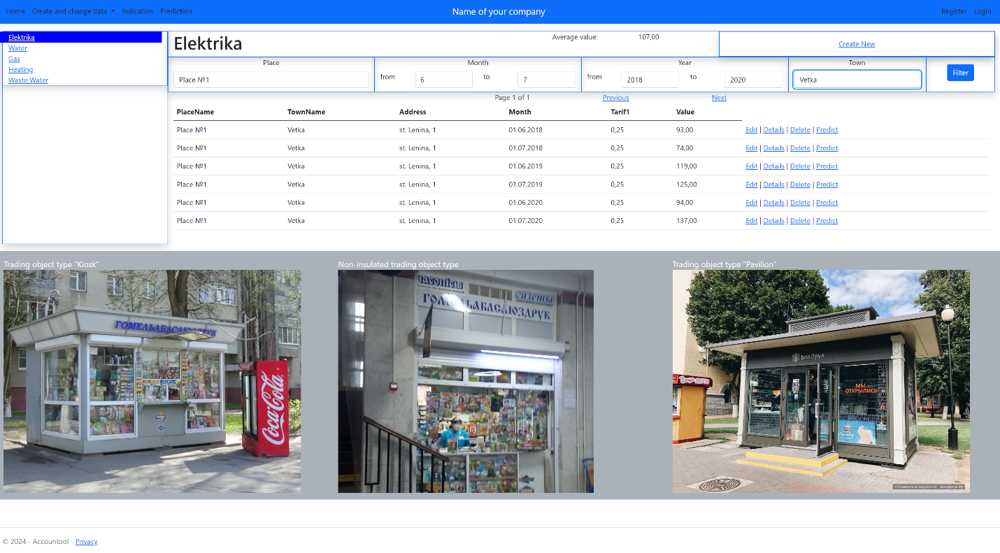 Home Create and change data Indication Prediction Name of your company Register Login
Elektrika
Water
Gas
Heating
Waste Water
Elektrika Average value: 107,00 Create New
Place Month Year Town
Place №1 from 6 to 7 from 2018 to 2020 Vetka Filter
Page 1 of 1 Previous Next
PlaceName TownName Address Month Tarif1 Value
Place №1 Vetka st. Lenina, 1 01.06.2018 0,25 93,00 Edit | Details | Delete | Predict
Place №1 Vetka st. Lenina, 1 01.07.2018 0,25 74,00 Edit | Details | Delete | Predict
Place №1 Vetka st. Lenina, 1 01.06.2019 0,25 119,00 Edit | Details | Delete | Predict
Place №1 Vetka st. Lenina, 1 01.07.2019 0,25 125,00 Edit | Details | Delete | Predict
Place №1 Vetka st. Lenina, 1 01.06.2020 0,25 94,00 Edit | Details | Delete | Predict
Place №1 Vetka st. Lenina, 1 01.07.2020 0,25 137,00 Edit | Details | Delete | Predict
Trading object type "Kiosk"
ГОМЕЛЬАБЛСАЮЗДРУК
Coca-Cola
Non-insulated trading object type
часопісы газеты
ГОМЕЛЬАБЛСАЮЗДРУК
Trading object type "Pavilion"
БелДрук
МЫ
ОТКРЫЛИСЬ
© 2024 - Accountool - Privacy